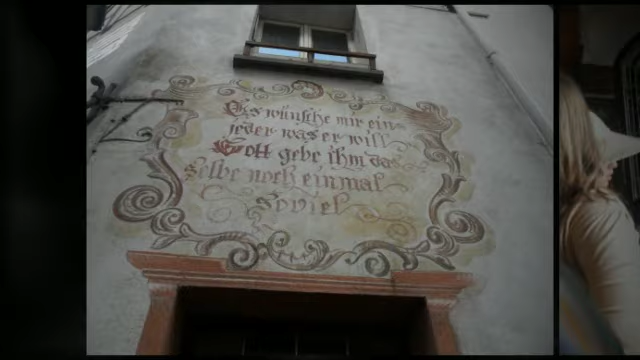 Es wünsche mir ein
jeder was er will
Gott gebe ihm das
selbe noch einmal
soviel